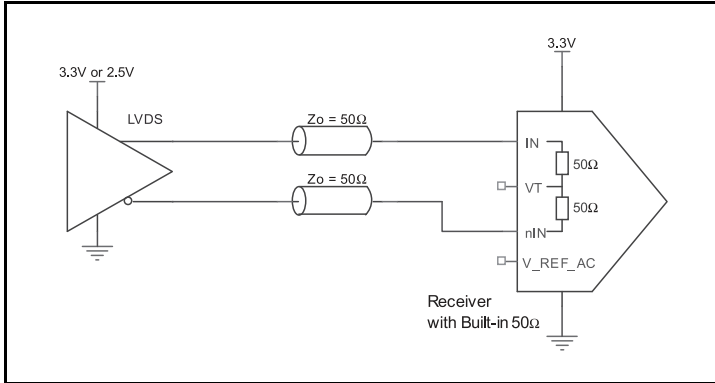 3.3V
3.3V or 2.5V
LVDS
Zo = 50Ω
IN
50Ω
Zo = 50Ω
VT
50Ω
nIN
V_REF_AC
Receiver
with Built-in 50Ω